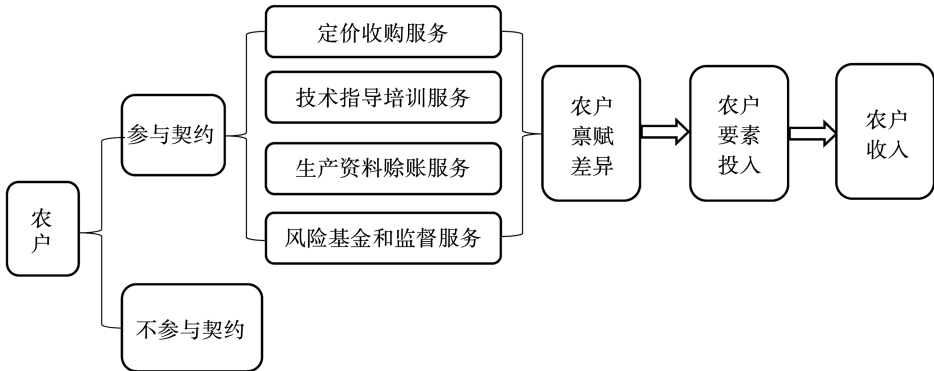 农
户
参与契约
不参与契约
定价收购服务
技术指导培训服务
生产资料赊账服务
风险基金和监督服务
农户
禀赋
差异
农户
要素
投入
农户
收入